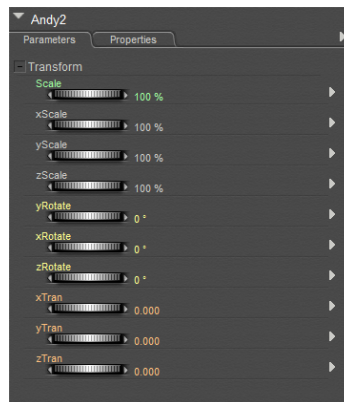 Andy2
Parameters Properties
Transform
Scale
100 %
xScale
100 %
yScale
100 %
zScale
100 %
yRotate
0 °
xRotate
0 °
zRotate
0 °
xTran
0.000
yTran
0.000
zTran
0.000